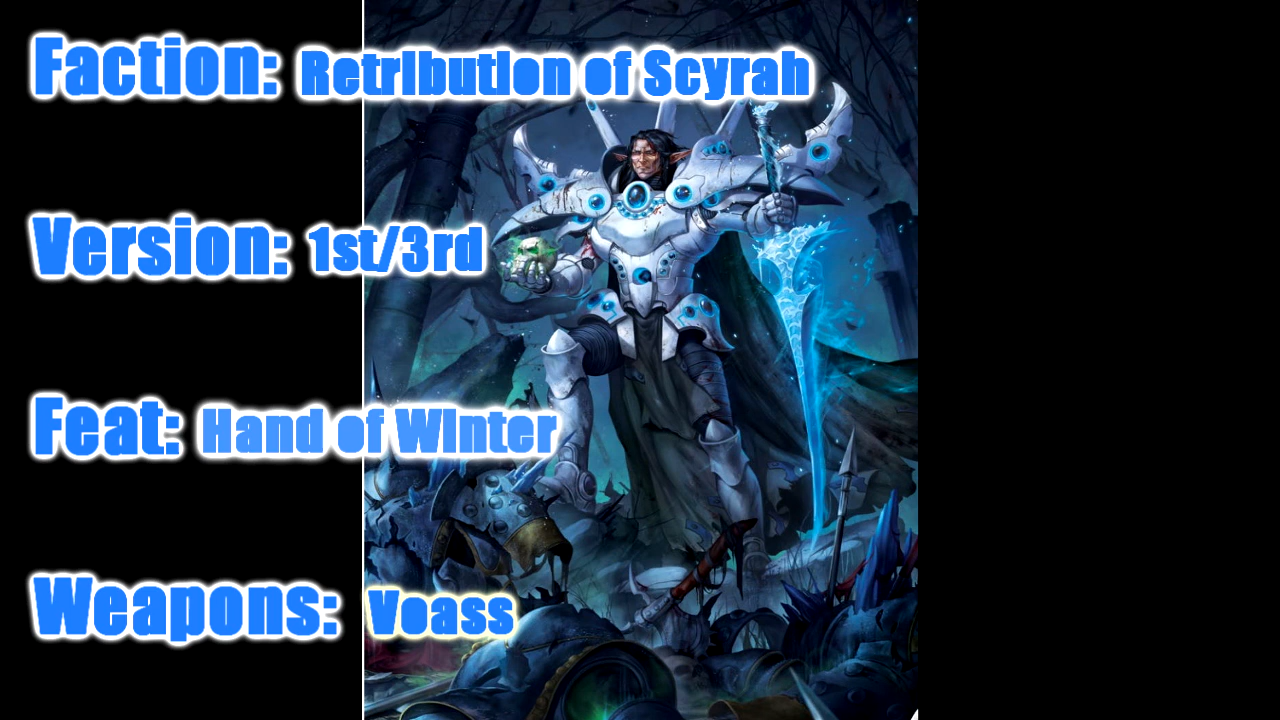 Faction: Retribution of Scyrah
Version: 1st/3rd
Feat: Hand of Winter
Weapons: Voass